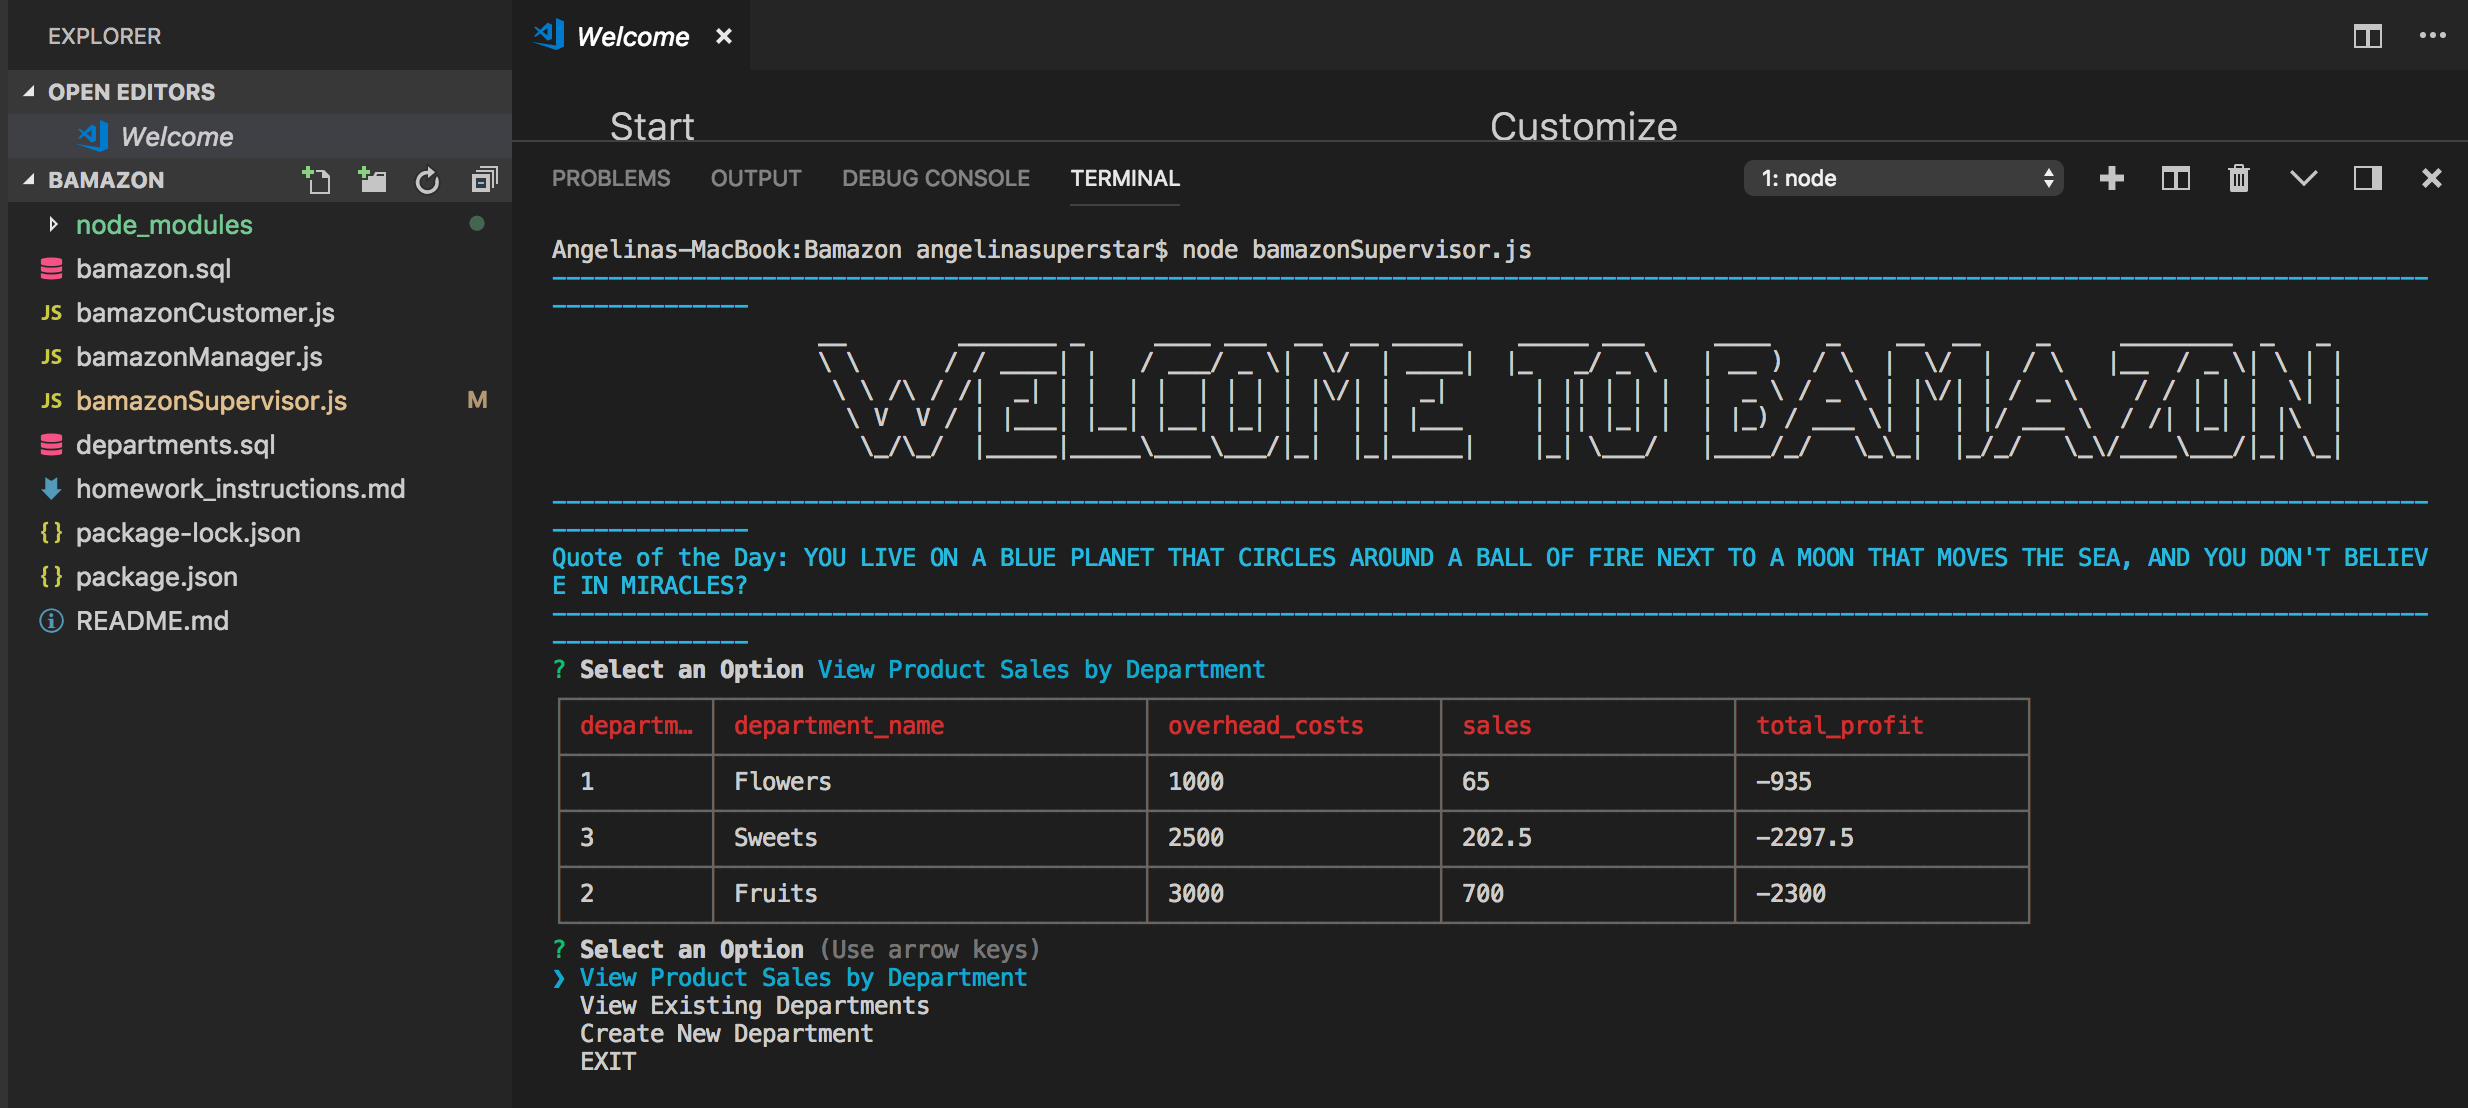 EXPLORER
OPEN EDITORS
Welcome
BAMAZON
node_modules
bamazon.sql
JS bamazonCustomer.js
JS bamazonManager.js
JS bamazonSupervisor.js M
departments.sql
homework_instructions.md
{} package-lock.json
{} package.json
README.md
Welcome
Start Customize
PROBLEMS OUTPUT DEBUG CONSOLE TERMINAL 1: node
Angelinas-MacBook:Bamazon angelinasuperstar$ node bamazonSupervisor.js
WELCOME TO BAMAZON
Quote of the Day: YOU LIVE ON A BLUE PLANET THAT CIRCLES AROUND A BALL OF FIRE NEXT TO A MOON THAT MOVES THE SEA, AND YOU DON'T BELIEV
E IN MIRACLES?
? Select an Option View Product Sales by Department
departm… department_name overhead_costs sales total_profit
1 Flowers 1000 65 -935
3 Sweets 2500 202.5 -2297.5
2 Fruits 3000 700 -2300
? Select an Option (Use arrow keys)
❯ View Product Sales by Department
View Existing Departments
Create New Department
EXIT